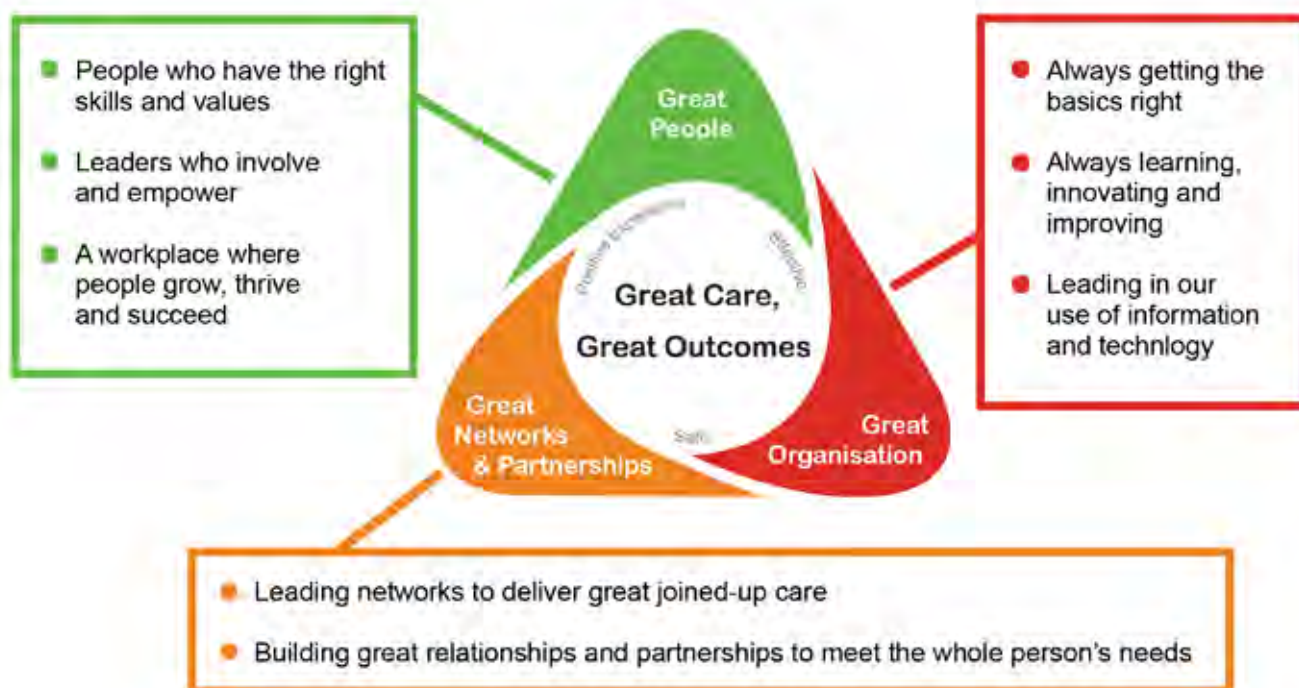 People who have the right
skills and values
Leaders who involve
and empower
A workplace where
people grow, thrive
and succeed
Great
People
Always getting the
basics right
Always learning,
innovating and
improving
Leading in our
use of information
and technlogy
Positive Experience
Effective
Great Care,
Great Outcomes
Safe
Great
Networks
& Partnerships
Great
Organisation
Leading networks to deliver great joined-up care
Building great relationships and partnerships to meet the whole person's needs